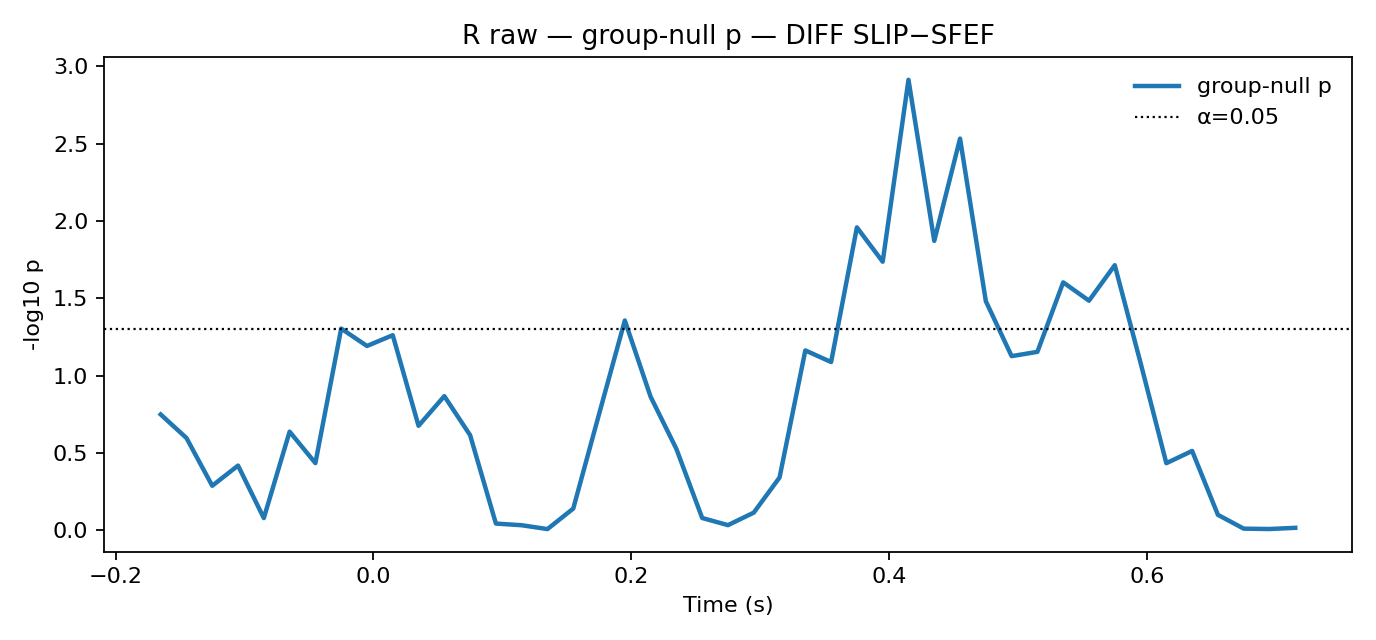 R raw — group-null p — DIFF SLIP−SFEF
group-null p
α=0.05
3.0
2.5
2.0
1.5
1.0
0.5
0.0
-log10 p
−0.2
0.0
0.2
0.4
0.6
Time (s)